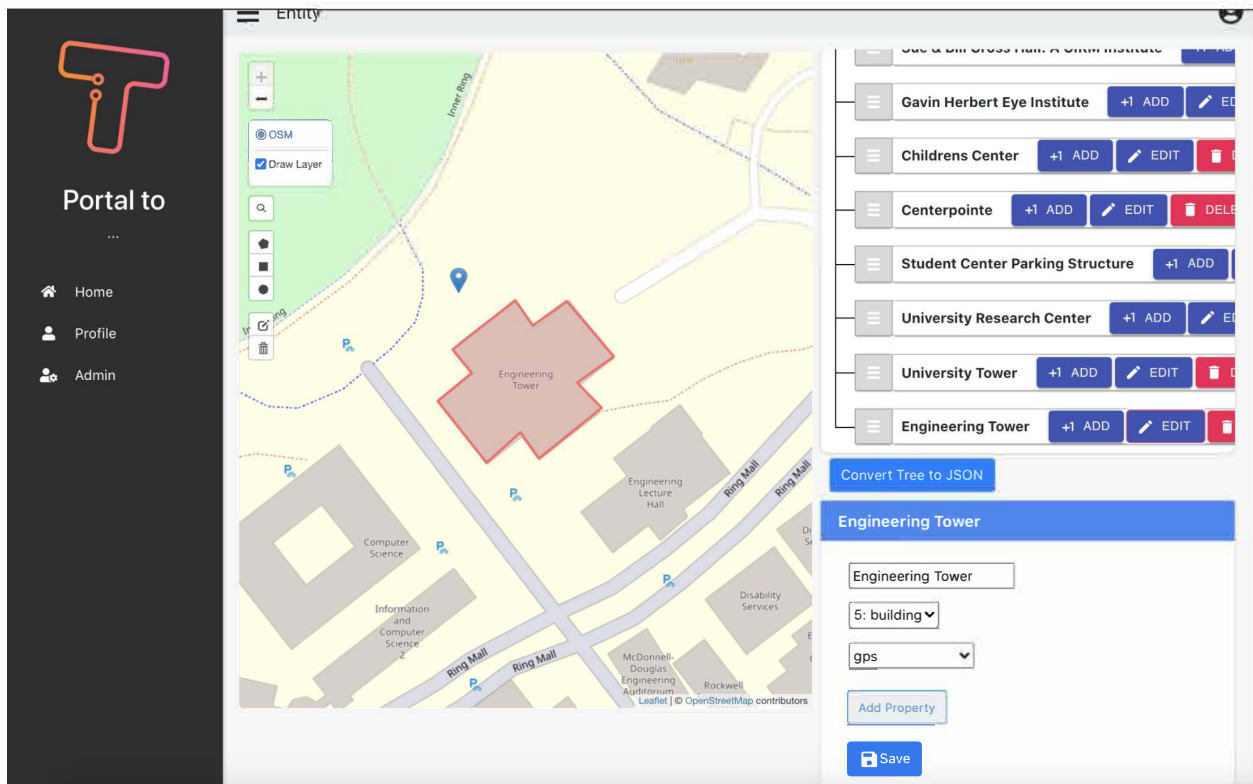 Entity
Portal to
...
Home
Profile
Admin
OSM
Draw Layer
Inner Ring
Engineering
Tower
Engineering
Lecture
Hall
Ring Mall
Ring Mall
Computer
Science
Information
and
Computer
Science
2
Disability
Services
Ring Mall
Ring Mall
McDonnell-
Douglas
Engineering
Auditorium
Rockwell
Leaflet | © OpenStreetMap contributors
Gavin Herbert Eye Institute +1 ADD
Childrens Center +1 ADD EDIT
Centerpointe +1 ADD EDIT DELE
Student Center Parking Structure +1 ADD
University Research Center +1 ADD
University Tower +1 ADD EDIT
Engineering Tower +1 ADD EDIT
Convert Tree to JSON
Engineering Tower
Engineering Tower
5: building
gps
Add Property
Save